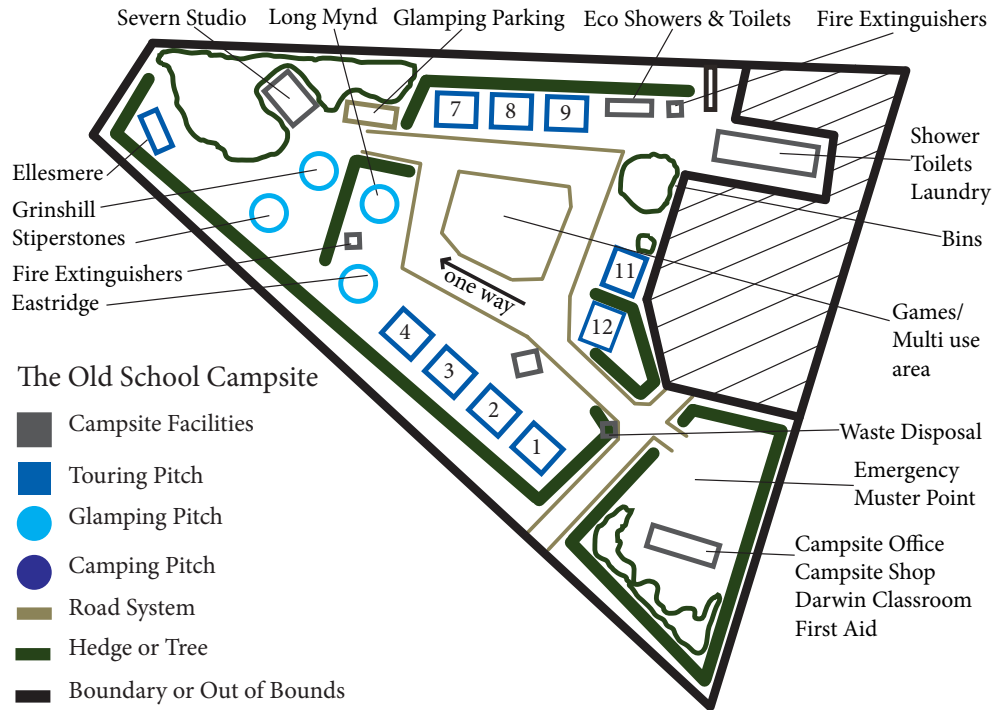 Severn Studio
Long Mynd
Glamping Parking
Eco Showers & Toilets
Fire Extinguishers
7
8
9
Shower
Toilets
Laundry
Ellesmere
Grinshill
Stiperstones
Bins
Fire Extinguishers
Eastridge
one way
11
12
Games/
Multi use
area
4
3
2
1
The Old School Campsite
Campsite Facilities
Touring Pitch
Glamping Pitch
Camping Pitch
Road System
Hedge or Tree
Boundary or Out of Bounds
Waste Disposal
Emergency
Muster Point
Campsite Office
Campsite Shop
Darwin Classroom
First Aid